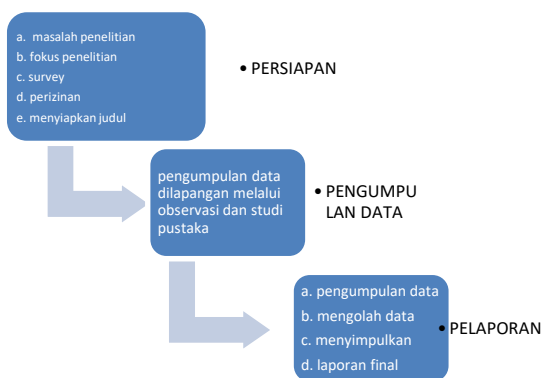 a. masalah penelitian
b. fokus penelitian
c. survey
d. perizinan
e. menyiapkan judul
• PERSIAPAN
pengumpulan data
dilapangan melalui
observasi dan studi
pustaka
• PENGUMPU
LAN DATA
a. pengumpulan data
b. mengolah data
c. menyimpulkan
d. laporan final
• PELAPORAN